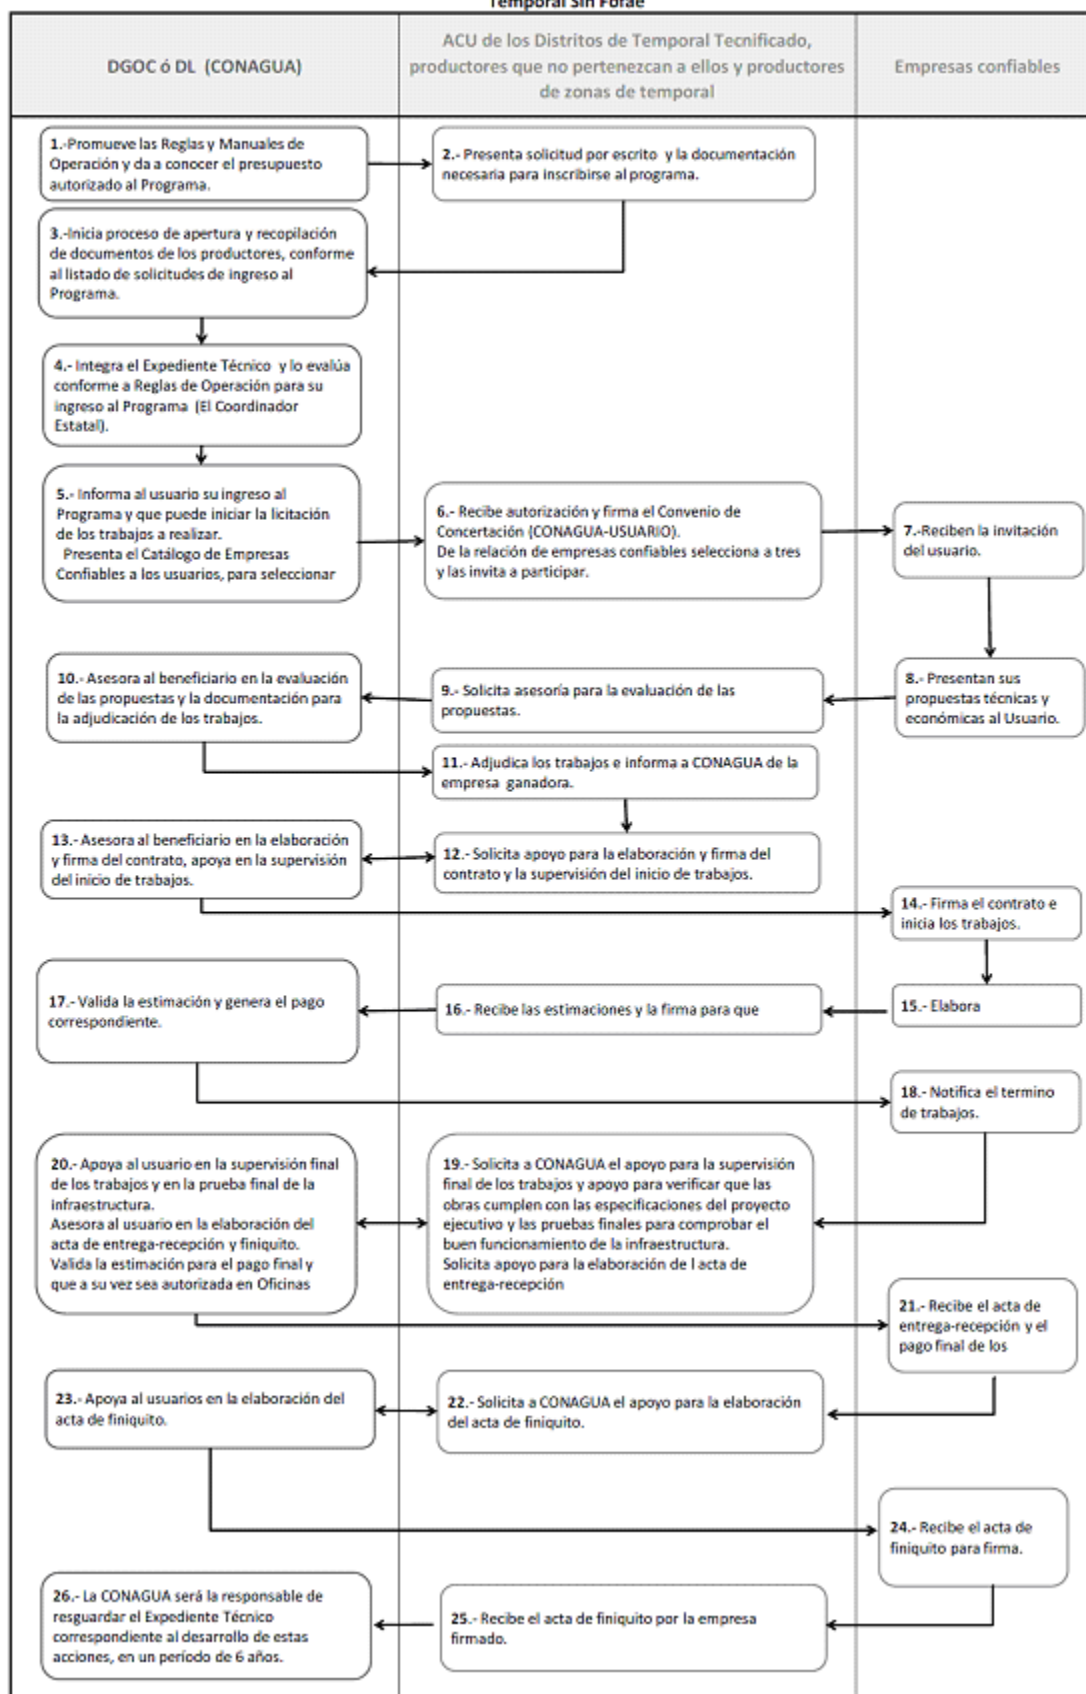 Temporal Sin Fofae
DGOC ó DL (CONAGUA)
ACU de los Distritos de Temporal Tecnificado,
productores que no pertenezcan a ellos y productores
de zonas de temporal
Empresas confiables
1.-Promueve las Reglas y Manuales de
Operación y da a conocer el presupuesto
autorizado al Programa.
2.- Presenta solicitud por escrito y la documentación
necesaria para inscribirse al programa.
3.-Inicia proceso de apertura y recopilación
de documentos de los productores, conforme
al listado de solicitudes de ingreso al
Programa.
4.- Integra el Expediente Técnico y lo evalúa
conforme a Reglas de Operación para su
ingreso al Programa (El Coordinador
Estatal).
5.- Informa al usuario su ingreso al
Programa y que puede iniciar la licitación
de los trabajos a realizar.
Presenta el Catálogo de Empresas
Confiables a los usuarios, para seleccionar
6.- Recibe autorización y firma el Convenio de
Concertación (CONAGUA-USUARIO).
De la relación de empresas confiables selecciona a tres
y las invita a participar.
7.-Reciben la invitación
del usuario.
8.- Presentan sus
propuestas técnicas y
económicas al Usuario.
9.- Solicita asesoría para la evaluación de las
propuestas.
10.- Asesora al beneficiario en la evaluación
de las propuestas y la documentación para
la adjudicación de los trabajos.
11.- Adjudica los trabajos e informa a CONAGUA de la
empresa ganadora.
12.- Solicita apoyo para la elaboración y firma del
contrato y la supervisión del inicio de trabajos.
13.- Asesora al beneficiario en la elaboración
y firma del contrato, apoya en la supervisión
del inicio de trabajos.
14.- Firma el contrato e
inicia los trabajos.
15.- Elabora
16.- Recibe las estimaciones y la firma para que
17.- Valida la estimación y genera el pago
correspondiente.
18.- Notifica el termino
de trabajos.
19.- Solicita a CONAGUA el apoyo para la supervisión
final de los trabajos y apoyo para verificar que las
obras cumplen con las especificaciones del proyecto
ejecutivo y las pruebas finales para comprobar el
buen funcionamiento de la infraestructura.
Solicita apoyo para la elaboración de l acta de
entrega-recepción
20.- Apoya al usuario en la supervisión final
de los trabajos y en la prueba final de la
infraestructura.
Asesora al usuario en la elaboración del
acta de entrega-recepción y finiquito.
Valida la estimación para el pago final y
que a su vez sea autorizada en Oficinas
21.- Recibe el acta de
entrega-recepción y el
pago final de los
22.- Solicita a CONAGUA el apoyo para la elaboración
del acta de finiquito.
23.- Apoya al usuarios en la elaboración del
acta de finiquito.
24.- Recibe el acta de
finiquito para firma.
25.- Recibe el acta de finiquito por la empresa
firmado.
26.- La CONAGUA será la responsable de
resguardar el Expediente Técnico
correspondiente al desarrollo de estas
acciones, en un período de 6 años.